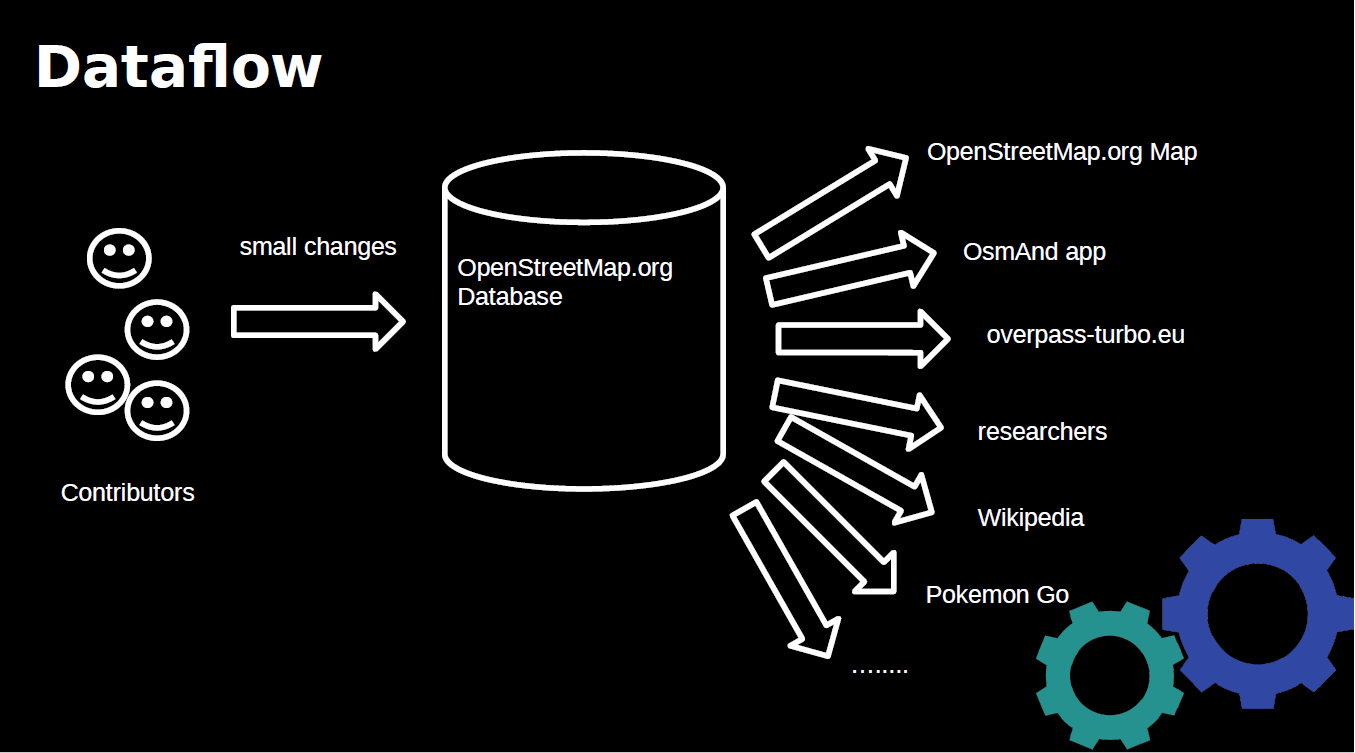 Dataflow
small changes
Contributors
OpenStreetMap.org
Database
OpenStreetMap.org Map
OsmAnd app
overpass-turbo.eu
researchers
Wikipedia
Pokemon Go
........